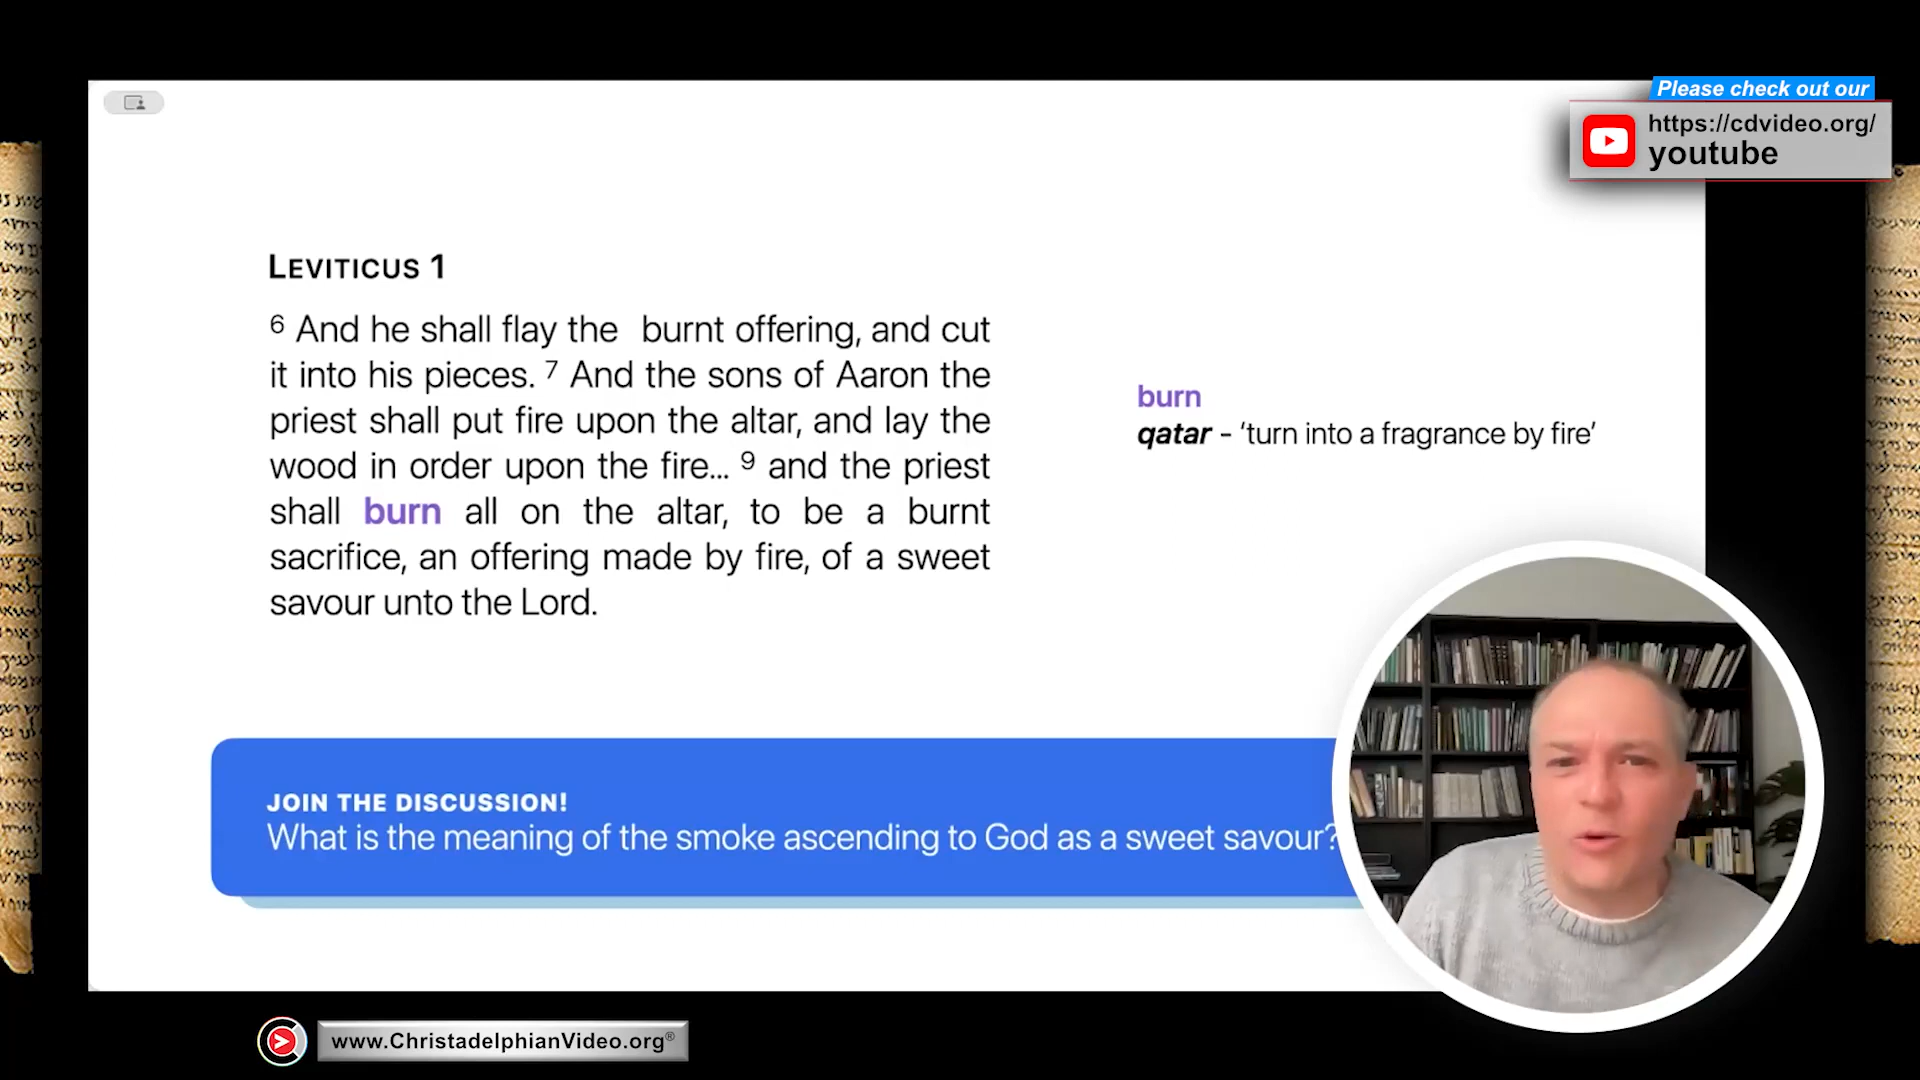 Please check out our
https://cdvideo.org/
youtube
LEVITICUS 1
6 And he shall flay the burnt offering, and cut
it into his pieces. 7 And the sons of Aaron the
priest shall put fire upon the altar, and lay the
wood in order upon the fire... 9 and the priest
shall burn all on the altar, to be a burnt
sacrifice, an offering made by fire, of a sweet
savour unto the Lord.
burn
qatar - ‘turn into a fragrance by fire’
JOIN THE DISCUSSION!
What is the meaning of the smoke ascending to God as a sweet savour?
www.ChristadelphianVideo.org®